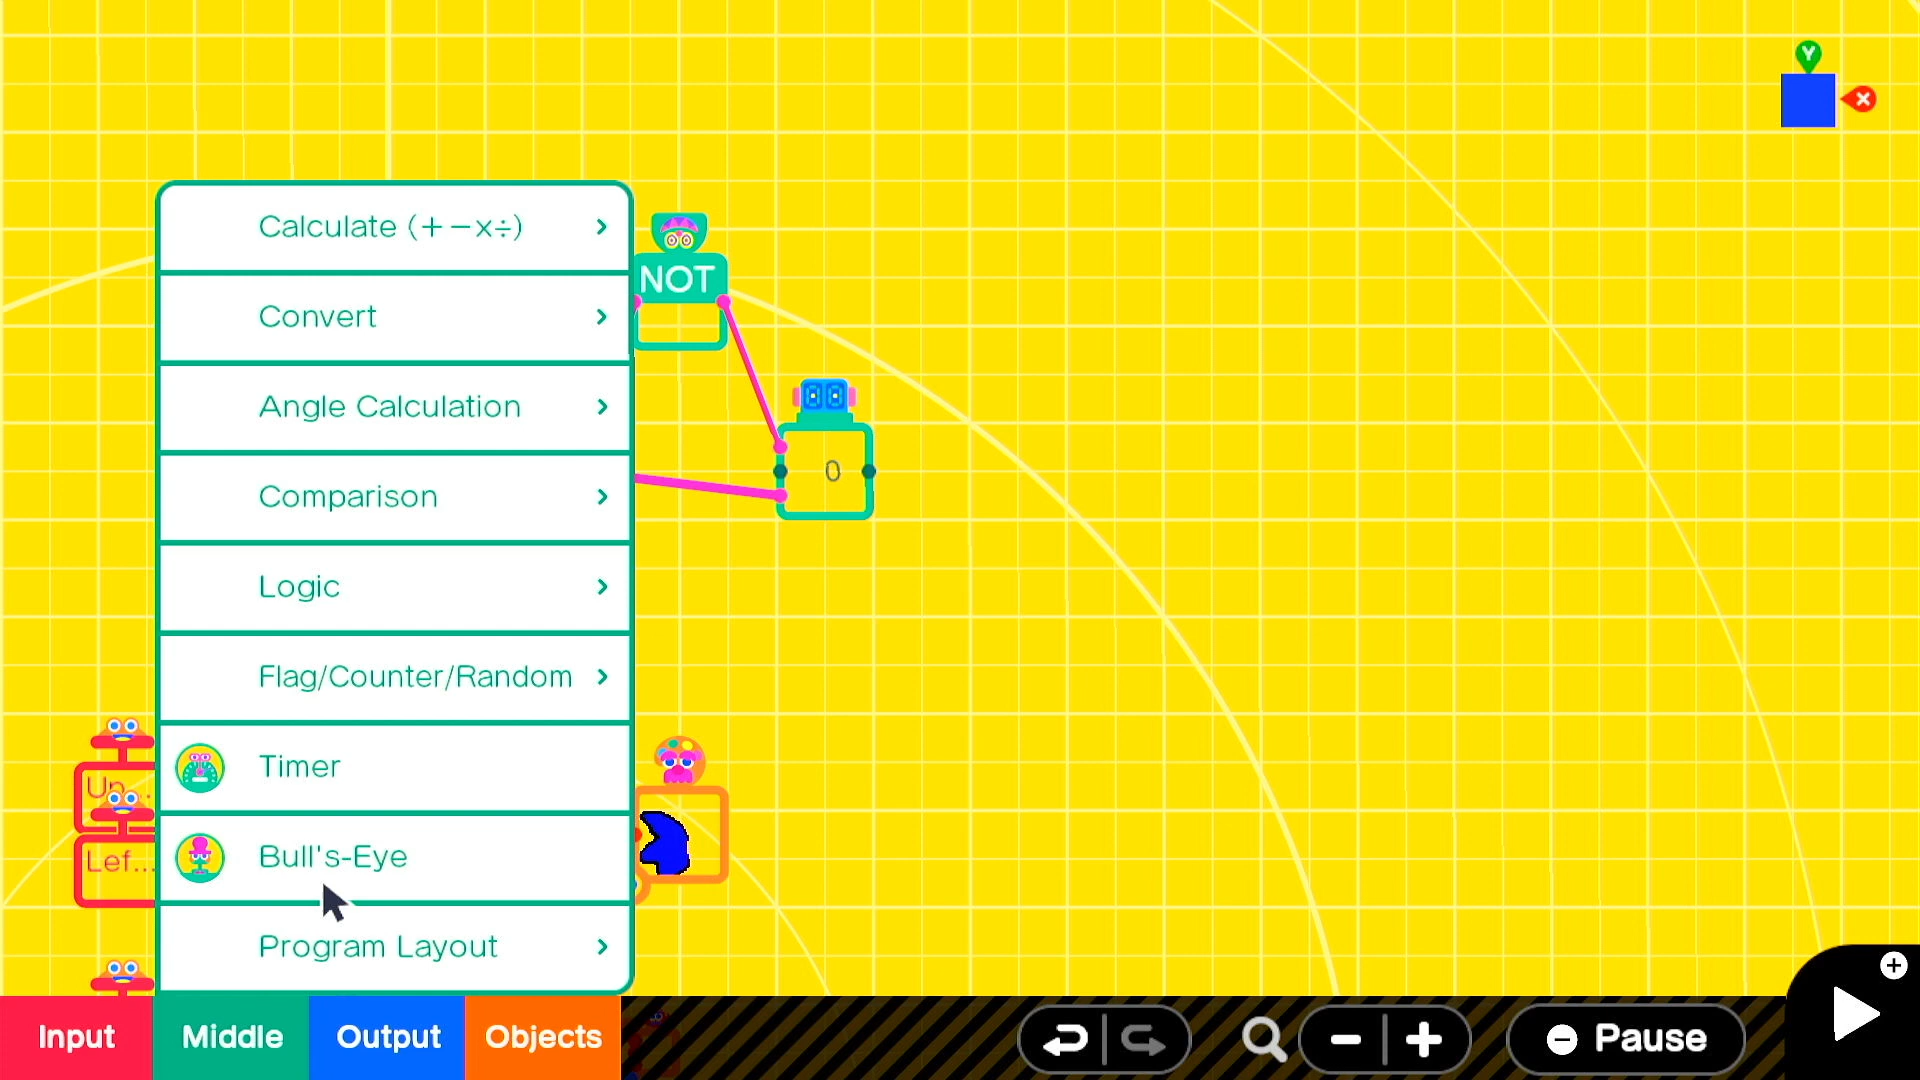 Y
X
Calculate (+−×÷)
NOT
Convert
Angle Calculation
Comparison
0
Logic
Flag/Counter/Random
Timer
Up...
Bull's-Eye
Lef...
Program Layout
Input
Middle
Output
Objects
Pause